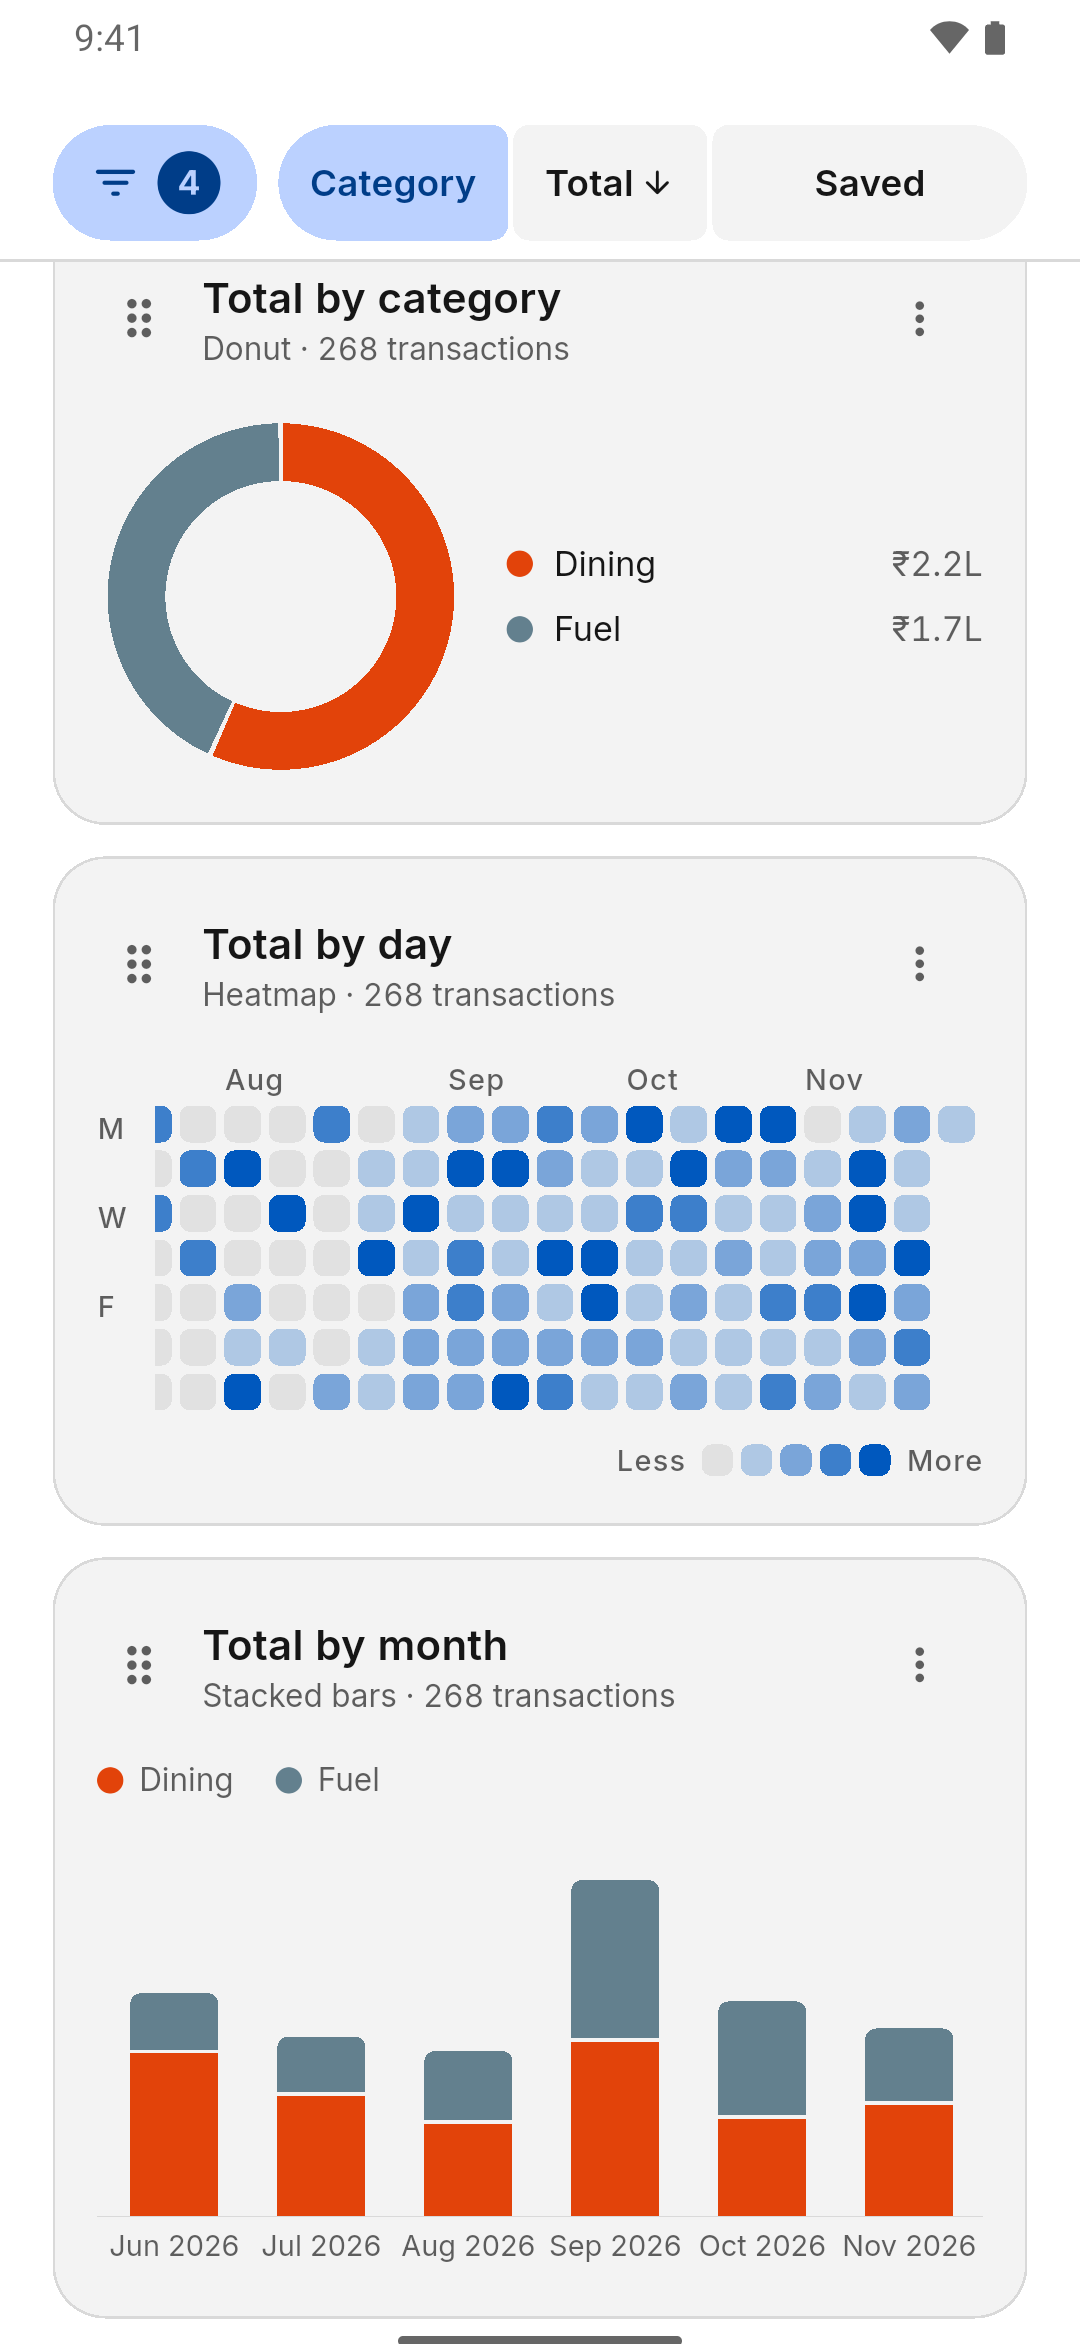 9:41
4
Category
Total ↓
Saved
Total by category
Donut · 268 transactions
Dining ₹2.2L
Fuel ₹1.7L
Total by day
Heatmap · 268 transactions
Aug Sep Oct Nov
M
W
F
Less More
Total by month
Stacked bars · 268 transactions
Dining Fuel
Jun 2026 Jul 2026 Aug 2026 Sep 2026 Oct 2026 Nov 2026